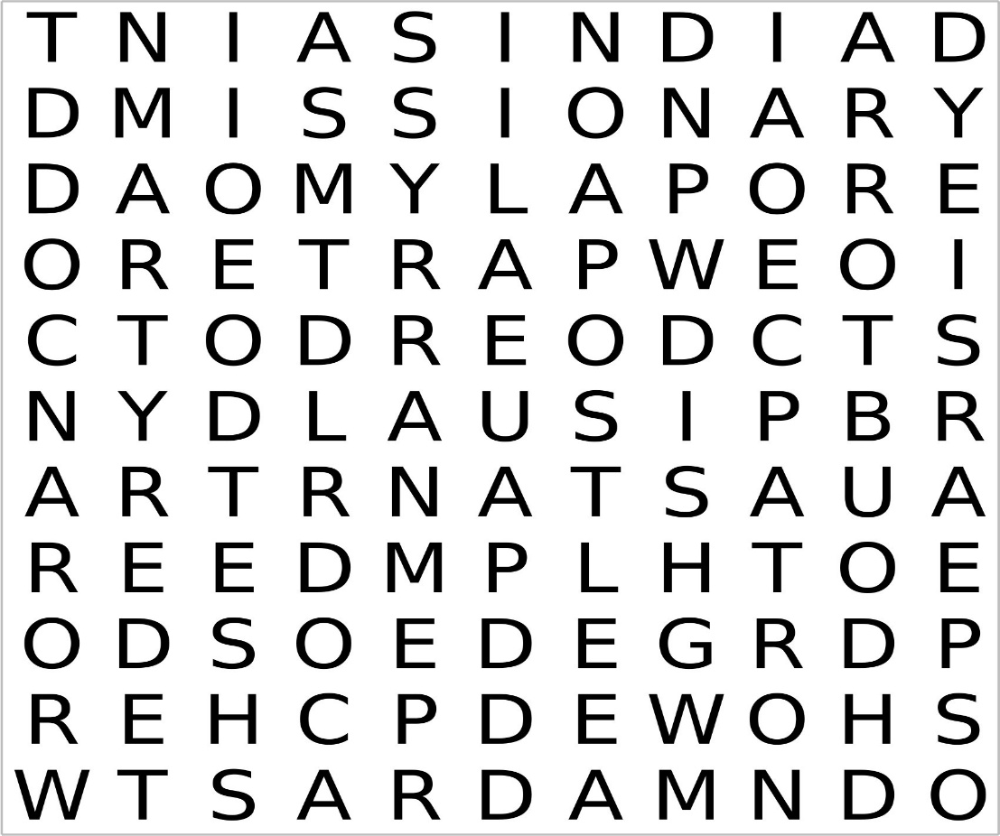 T N I A S I N D I A D
D M I S S I O N A R Y
D A O M Y L A P O R E
O R E T R A P W E O I
C T O D R E O D C T S
N Y D L A U S I P B R
A R T R N A T S A U A
R E E D M P L H T O E
O D S O E D E G R D P
R E H C P D E W O H S
W T S A R D A M N D O